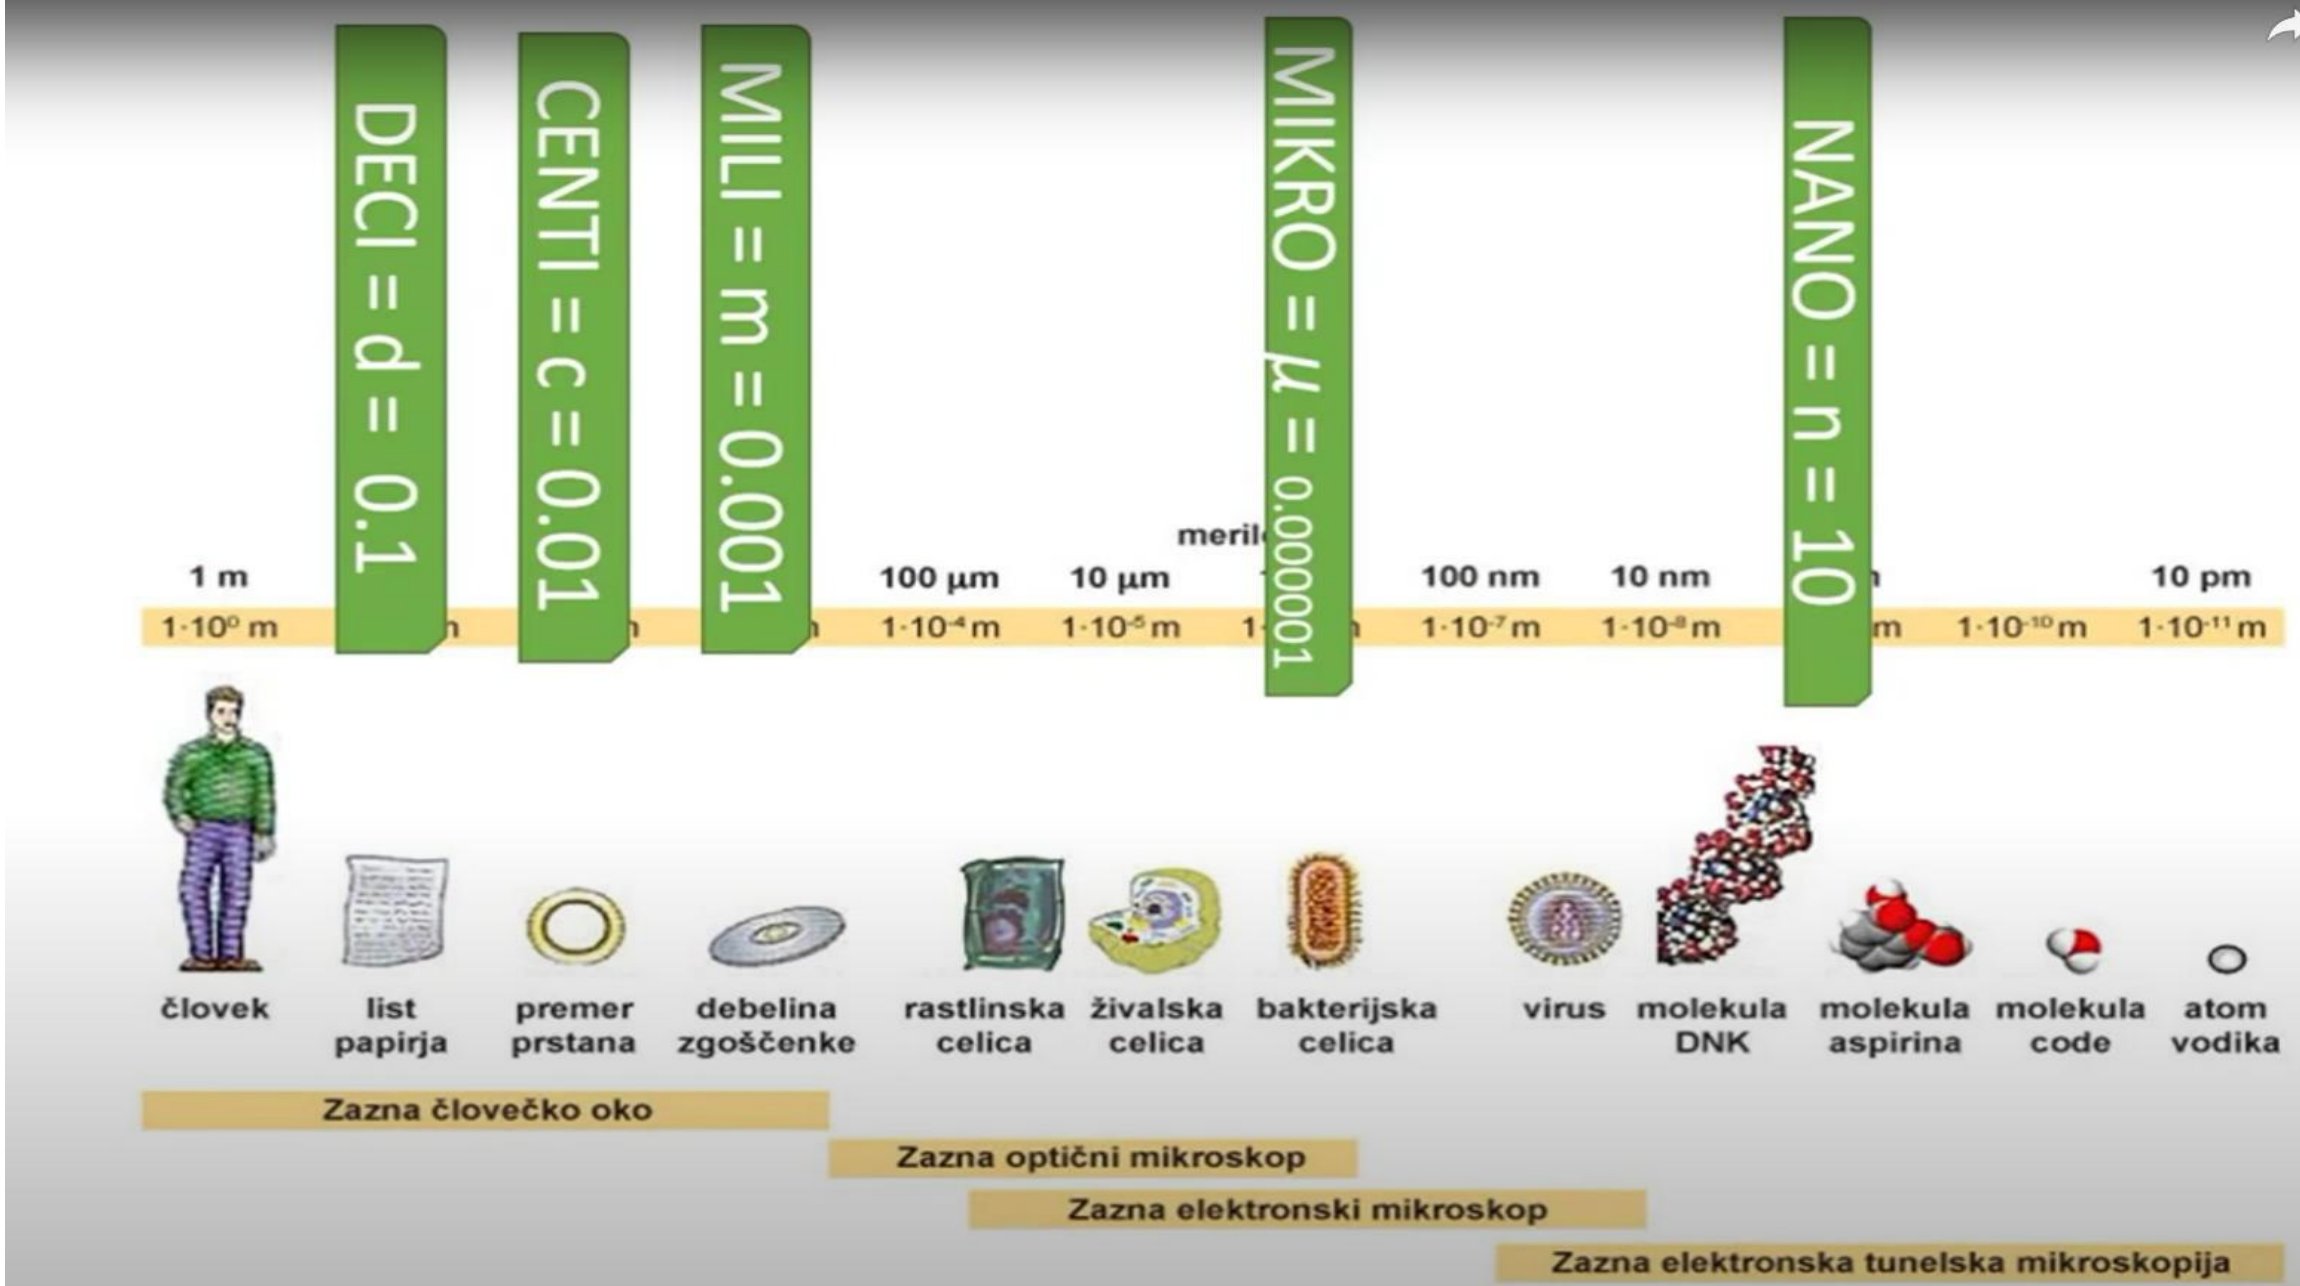 DECI = d = 0.1
CENTI = c = 0.01
MILI = m = 0.001
MIKRO = µ = 0.000001
NANO = n = 10
meril
1 m
100 µm
10 µm
100 nm
10 nm
10 pm
1·10⁰ m
1·10⁻⁴ m
1·10⁻⁵ m
1·10⁻⁷ m
1·10⁻⁸ m
m
1·10⁻¹⁰ m
1·10⁻¹¹ m
človek
list
papirja
premer
prstana
debelina
zgoščenke
rastlinska
celica
živalska
celica
bakterijska
celica
virus
molekula
DNK
molekula
aspirina
molekula
code
atom
vodika
Zazna človečko oko
Zazna optični mikroskop
Zazna elektronski mikroskop
Zazna elektronska tunelska mikroskopija